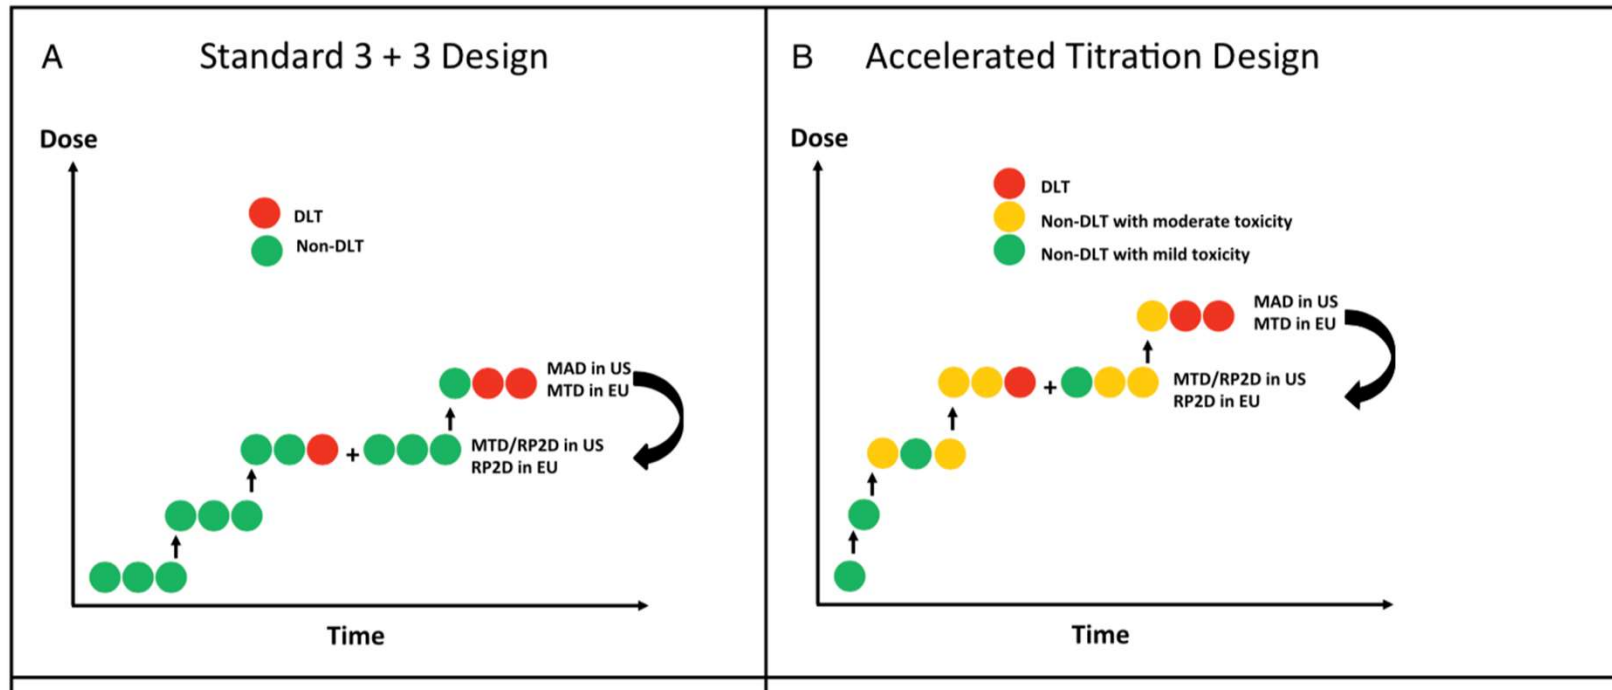 A Standard 3 + 3 Design
Dose
DLT
Non-DLT
MAD in US
MTD in EU
+
MTD/RP2D in US
RP2D in EU
Time
B Accelerated Titration Design
Dose
DLT
Non-DLT with moderate toxicity
Non-DLT with mild toxicity
MAD in US
MTD in EU
+
MTD/RP2D in US
RP2D in EU
Time